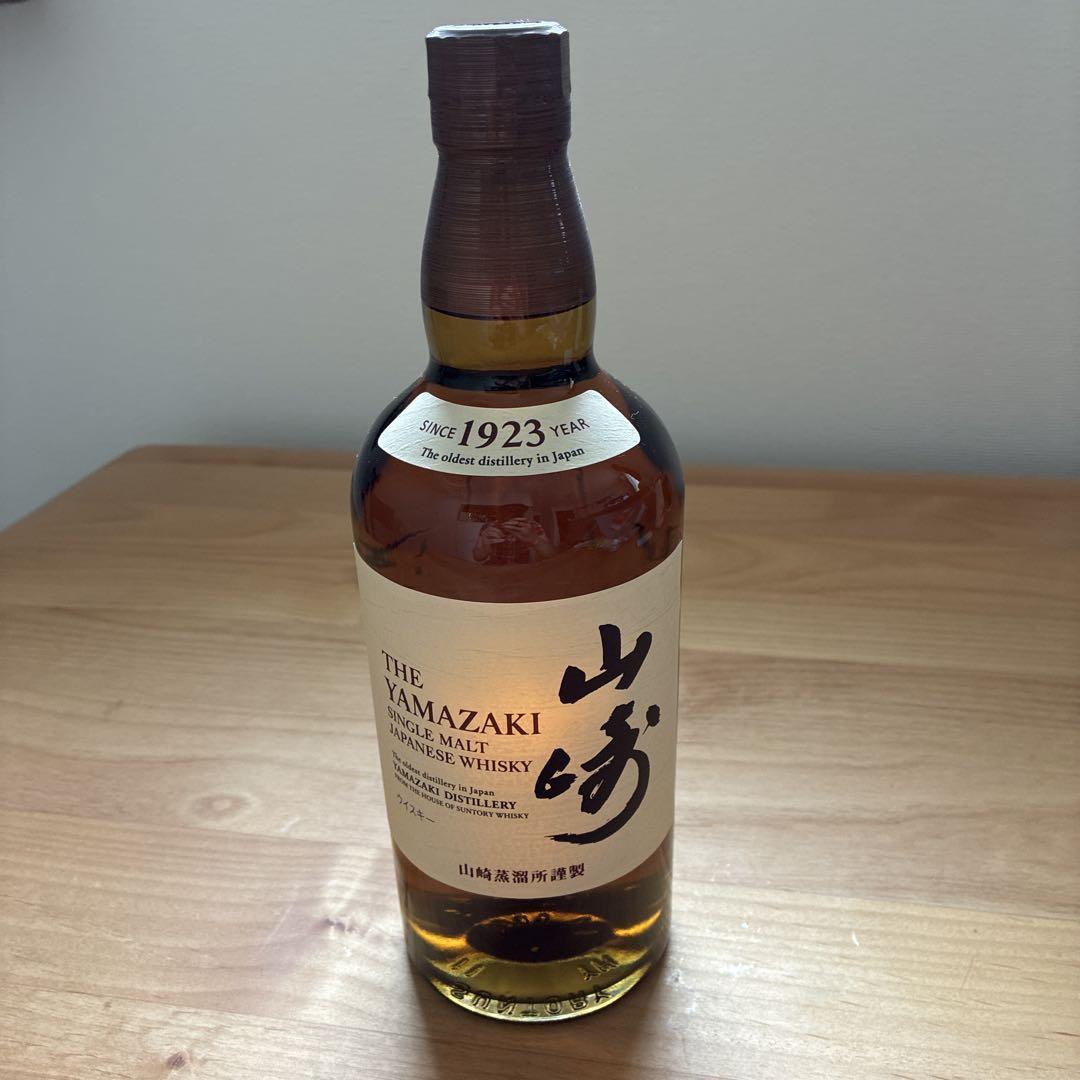 SINCE 1923 YEAR
The oldest distillery in Japan
THE
YAMAZAKI
SINGLE MALT
JAPANESE WHISKY
The oldest distillery in Japan
YAMAZAKI DISTILLERY
FROM THE HOUSE OF SUNTORY WHISKY
ウイスキー
山崎
山崎蒸溜所謹製
SUNTORY